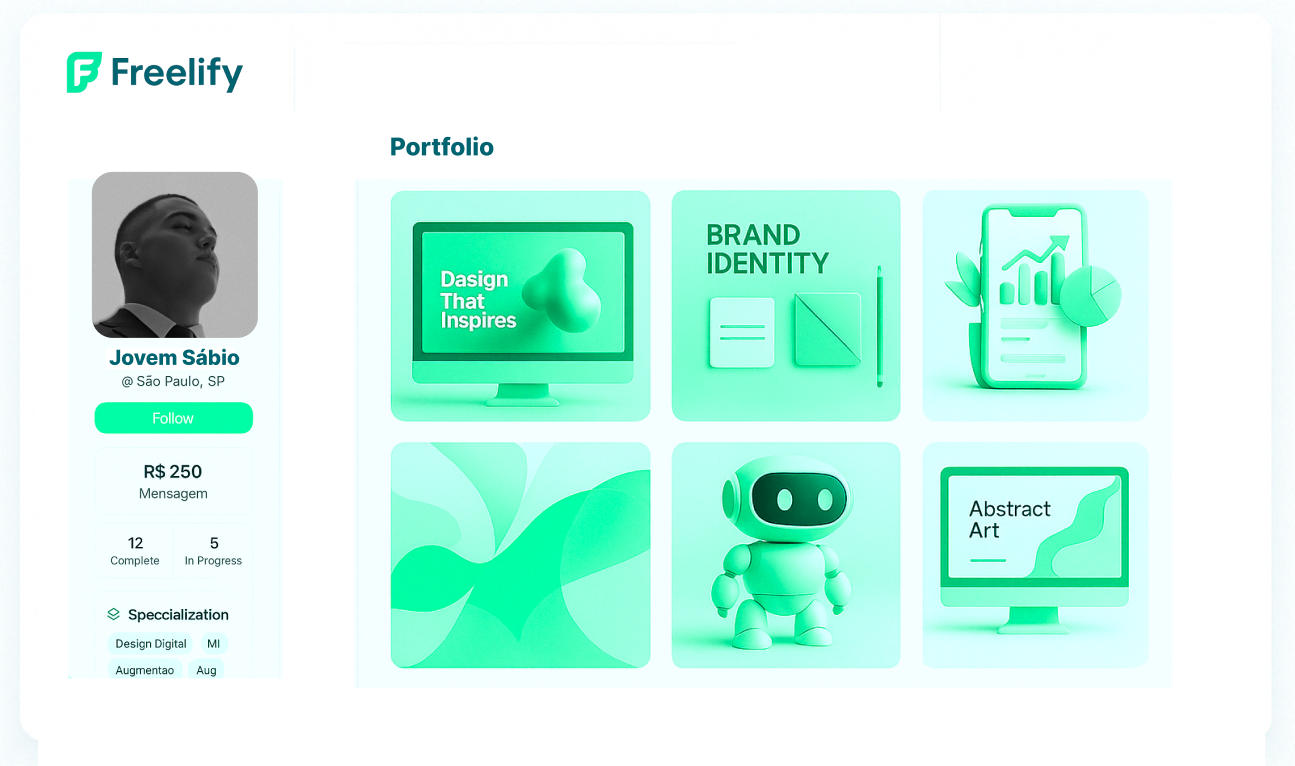 Freelify
Portfolio
Jovem Sábio
@ São Paulo, SP
Follow
R$ 250
Mensagem
12
Complete
5
In Progress
Speccialization
Design Digital
MI
Augmentao
Aug
Dasign
That
Inspires
BRAND
IDENTITY
Abstract
Art